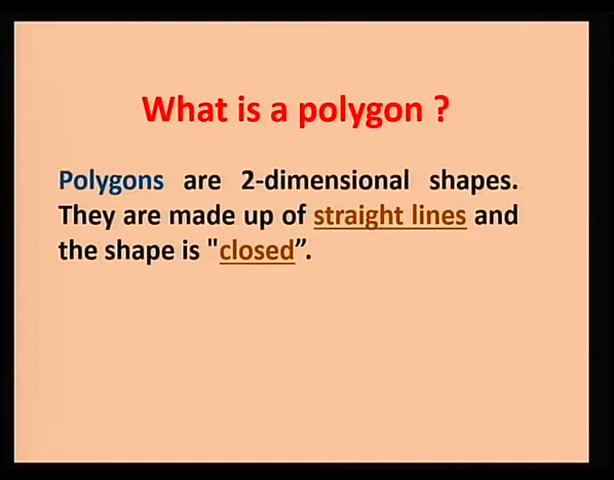 What is a polygon ?
Polygons are 2-dimensional shapes.
They are made up of straight lines and
the shape is "closed”.